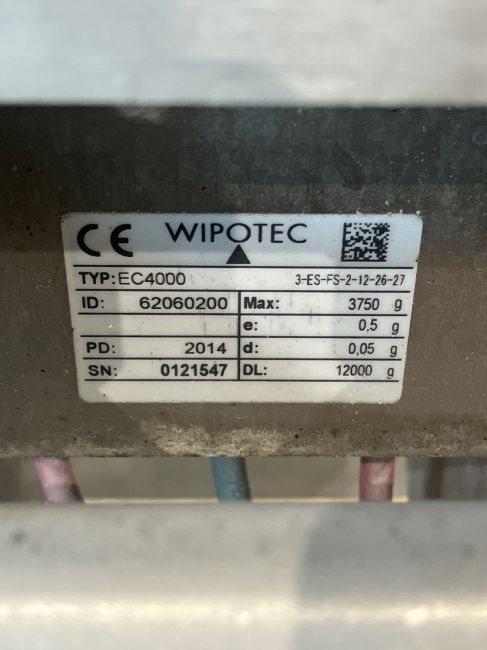 CE WIPOTEC
TYP: EC4000 3-ES-FS-2-12-26-27
ID: 62060200 Max: 3750 g
e: 0,5 g
PD: 2014 d: 0,05 g
SN: 0121547 DL: 12000 g